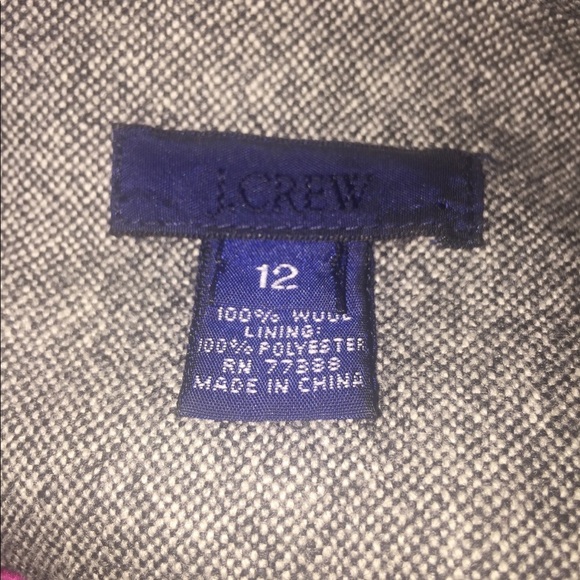 J.CREW
12
100% WOOL
LINING:
100% POLYESTER
RN 77388
MADE IN CHINA